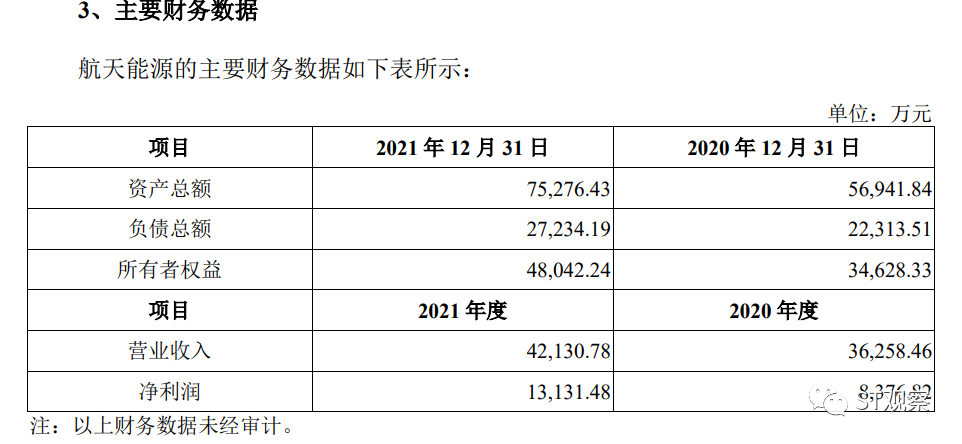 3、主要财务数据
航天能源的主要财务数据如下表所示：
单位：万元
项目 2021 年 12 月 31 日 2020 年 12 月 31 日
资产总额 75,276.43 56,941.84
负债总额 27,234.19 22,313.51
所有者权益 48,042.24 34,628.33
项目 2021 年度 2020 年度
营业收入 42,130.78 36,258.46
净利润 13,131.48 8,376.82
ST观察
注：以上财务数据未经审计。